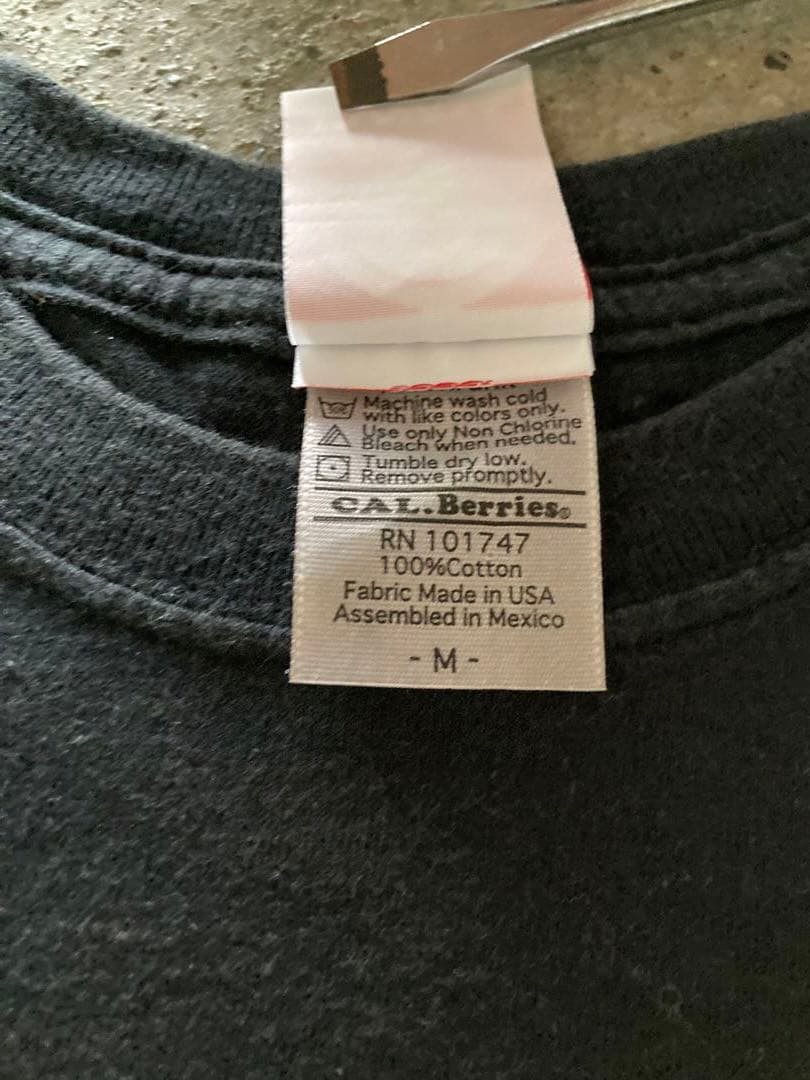 Machine wash cold
with like colors only.
Use only Non Chlorine
Bleach when needed.
Tumble dry low.
Remove promptly.
CAL.Berries®
RN 101747
100%Cotton
Fabric Made in USA
Assembled in Mexico
- M -